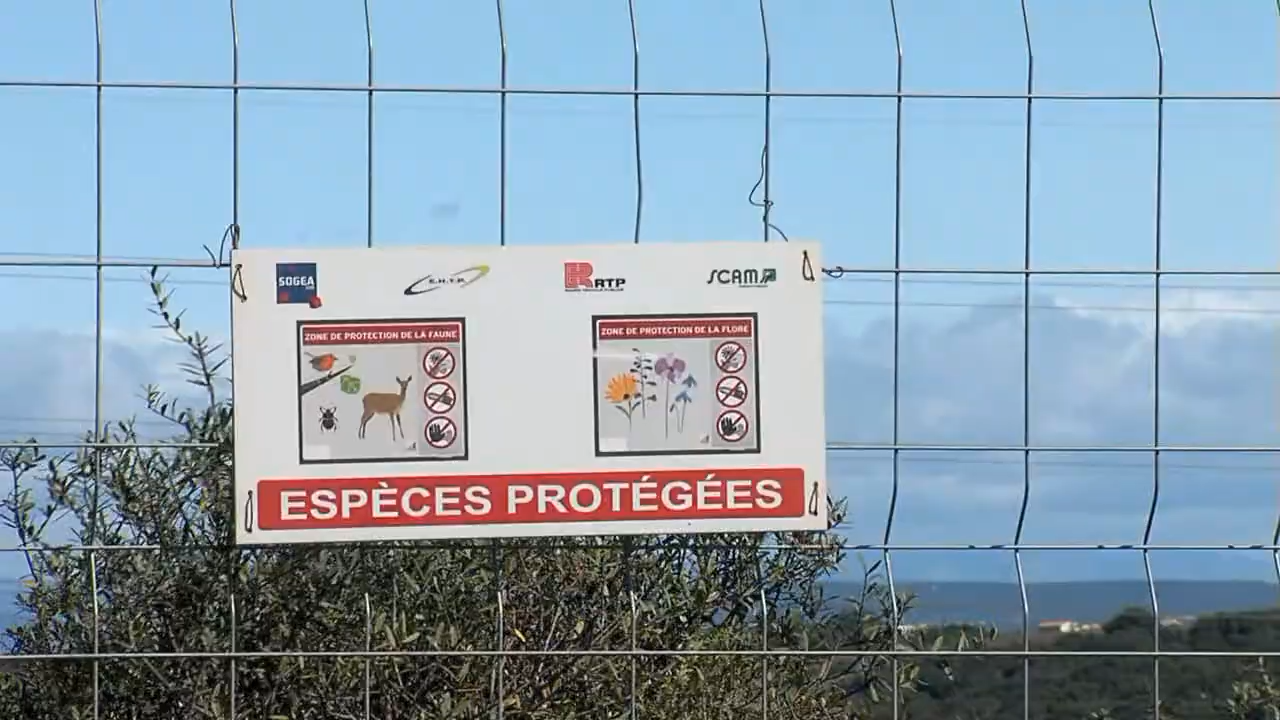 SOGEA
E.H.T.P.
RTP
SCAM
ZONE DE PROTECTION DE LA FAUNE
ZONE DE PROTECTION DE LA FLORE
ESPÈCES PROTÉGÉES